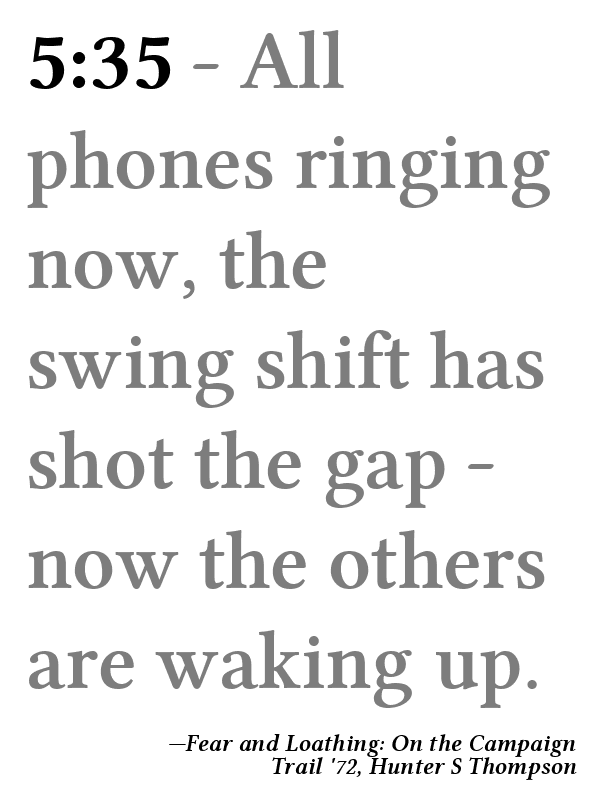 5:35 – All
phones ringing
now, the
swing shift has
shot the gap –
now the others
are waking up.
—Fear and Loathing: On the Campaign
Trail '72, Hunter S Thompson